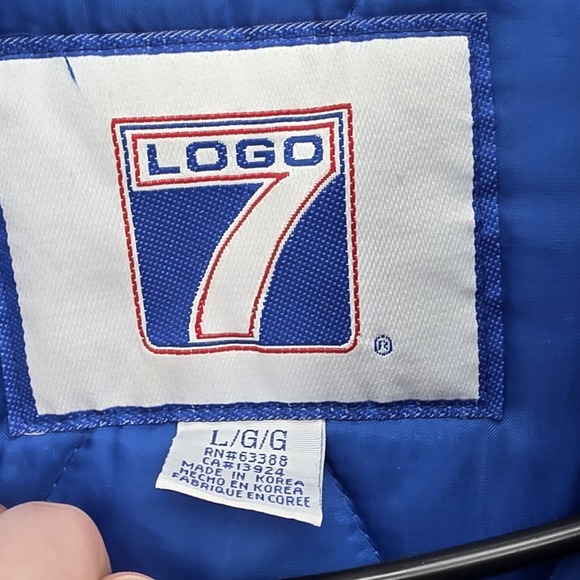 LOGO
7
®
L/G/G
RN#63388
CA#13924
MADE IN KOREA
HECHO EN KOREA
FABRIQUE EN COREE